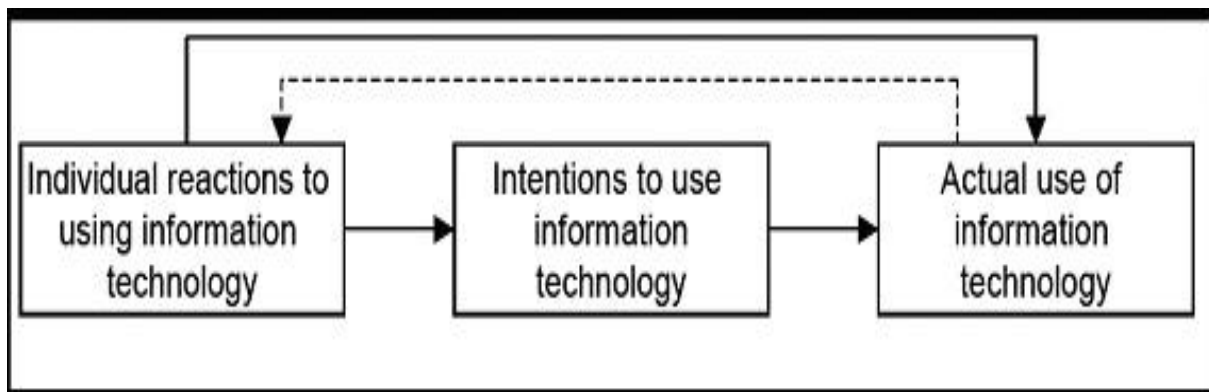 Individual reactions to
using information
technology
Intentions to use
information
technology
Actual use of
information
technology